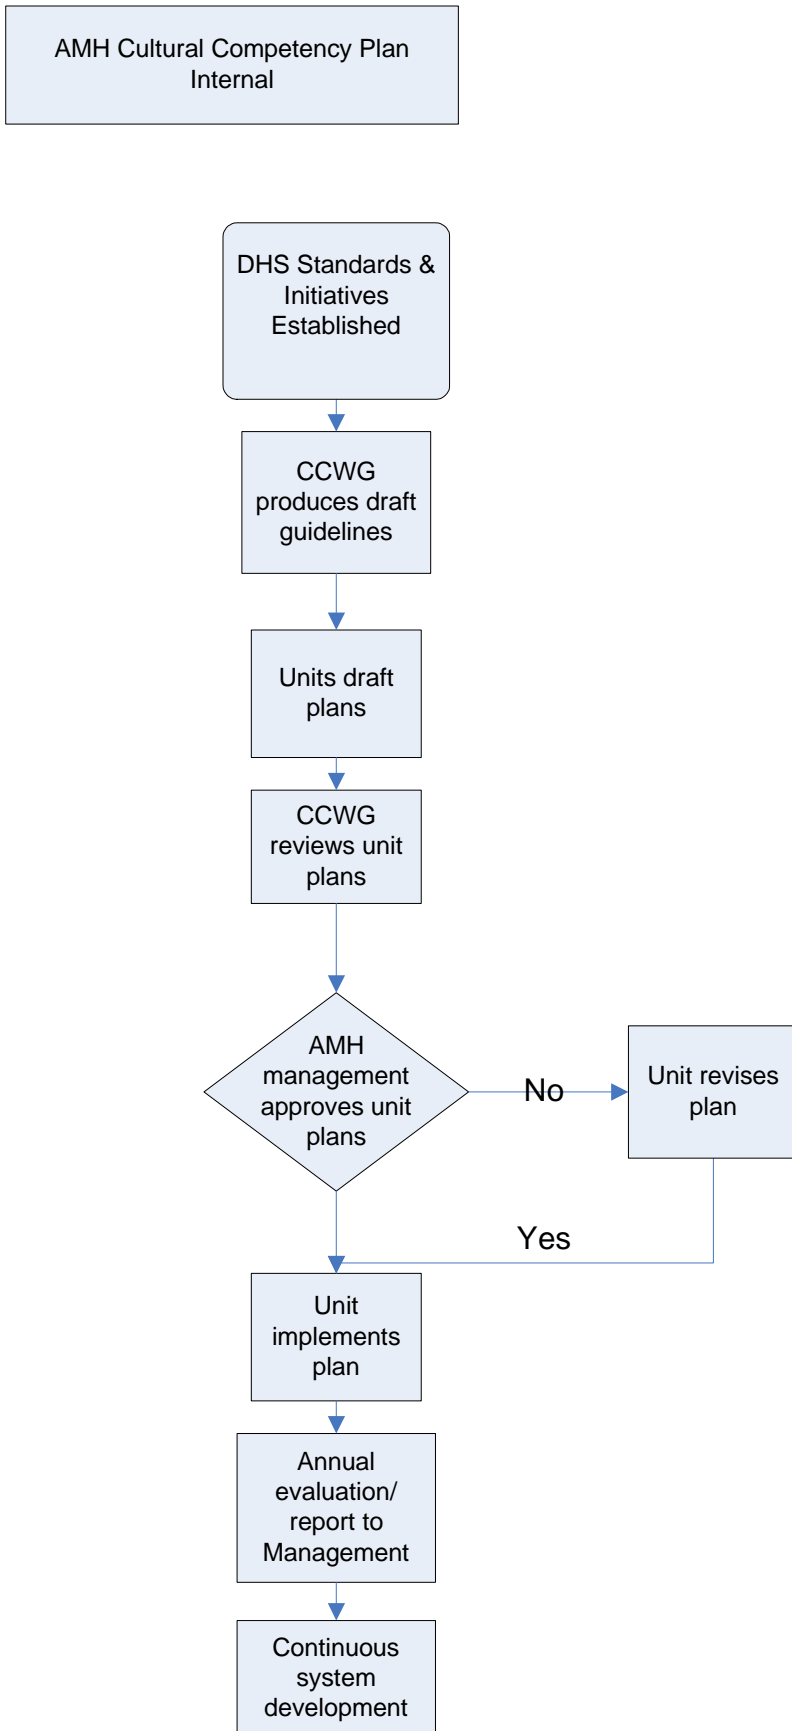 AMH Cultural Competency Plan
Internal
DHS Standards &
Initiatives
Established
CCWG
produces draft
guidelines
Units draft
plans
CCWG
reviews unit
plans
AMH
management
approves unit
plans
No
Unit revises
plan
Yes
Unit
implements
plan
Annual
evaluation/
report to
Management
Continuous
system
development